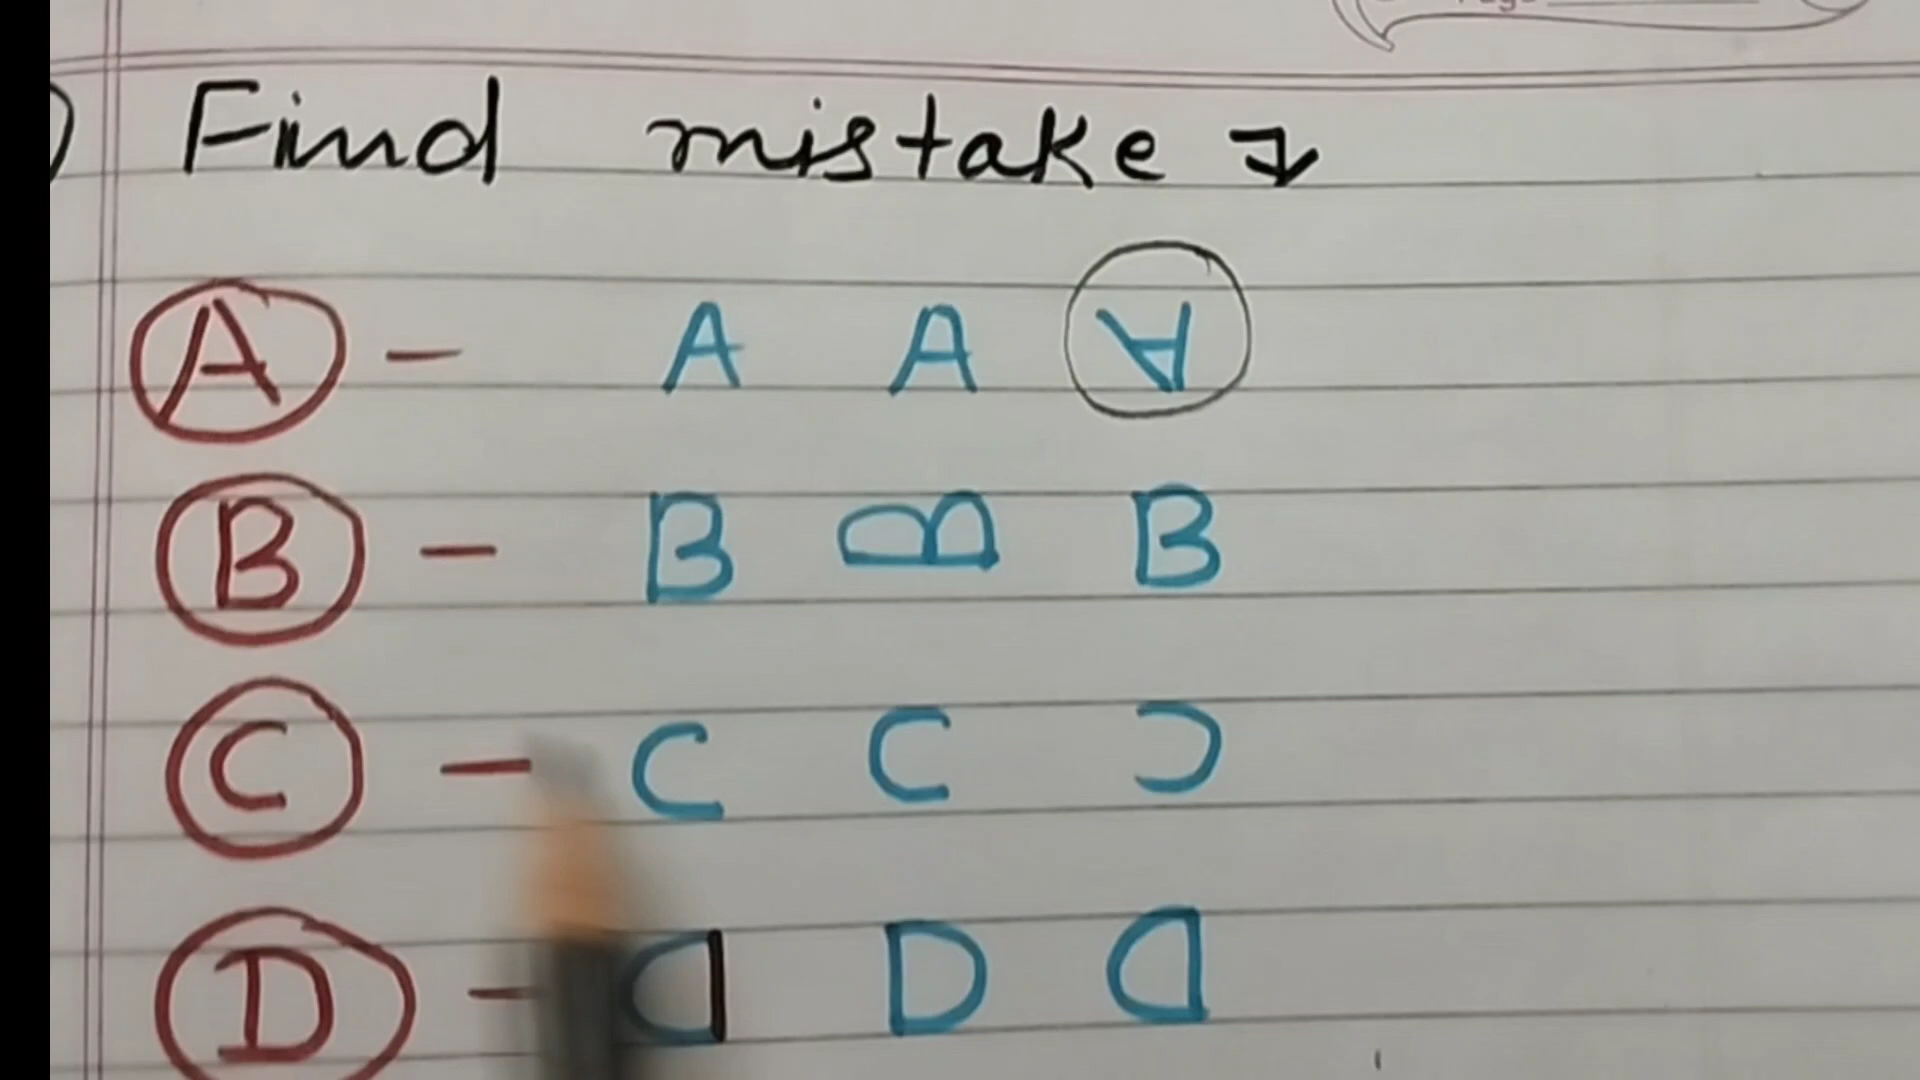 ) Find mistake
A - A A ∀
B - B B B
C - C C Ɔ
D - D D D